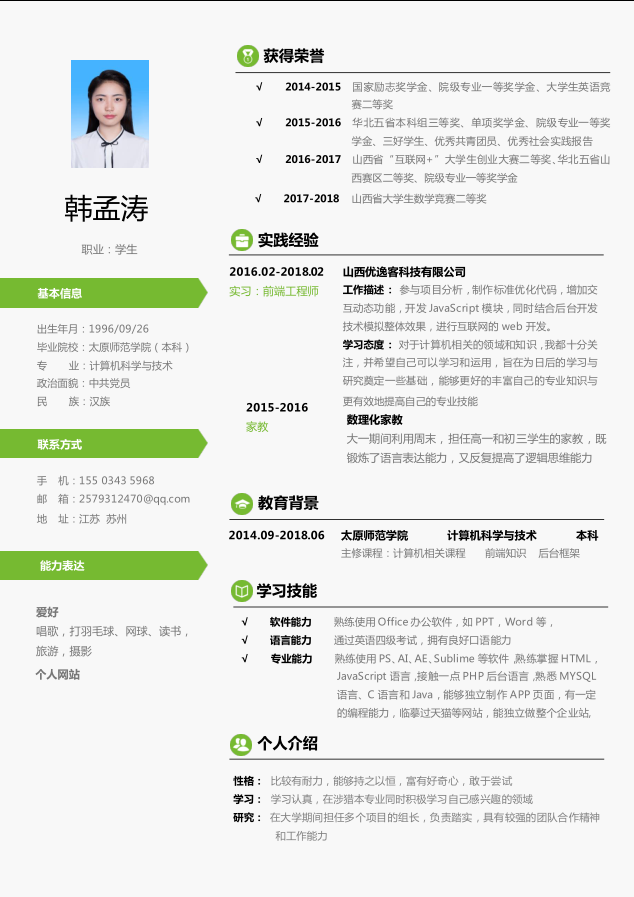 韩孟涛
职业：学生
基本信息
出生年月：1996/09/26
毕业院校：太原师范学院（本科）
专　　业：计算机科学与技术
政治面貌：中共党员
民　　族：汉族
联系方式
手　机：155 0343 5968
邮　箱：2579312470@qq.com
地　址：江苏 苏州
能力表达
爱好
唱歌，打羽毛球、网球、读书，
旅游，摄影
个人网站
获得荣誉
√ 2014-2015 国家励志奖学金、院级专业一等奖学金、大学生英语竞
赛二等奖
√ 2015-2016 华北五省本科组三等奖、单项奖学金、院级专业一等奖
学金、三好学生、优秀共青团员、优秀社会实践报告
√ 2016-2017 山西省“互联网+”大学生创业大赛二等奖、华北五省山
西赛区二等奖、院级专业一等奖学金
√ 2017-2018 山西省大学生数学竞赛二等奖
实践经验
2016.02-2018.02 山西优逸客科技有限公司
实习：前端工程师 工作描述： 参与项目分析，制作标准优化代码，增加交
互动态功能，开发 JavaScript 模块，同时结合后台开发
技术模拟整体效果，进行互联网的 web 开发。
学习态度： 对于计算机相关的领域和知识，我都十分关
注，并希望自己可以学习和运用，旨在为日后的学习与
研究奠定一些基础，能够更好的丰富自己的专业知识与
更有效地提高自己的专业技能
2015-2016 数理化家教
家教 大一期间利用周末，担任高一和初三学生的家教，既
锻炼了语言表达能力，又反复提高了逻辑思维能力
教育背景
2014.09-2018.06 太原师范学院 计算机科学与技术 本科
主修课程：计算机相关课程 前端知识 后台框架
学习技能
√ 软件能力 熟练使用 Office 办公软件，如 PPT，Word 等，
√ 语言能力 通过英语四级考试，拥有良好口语能力
√ 专业能力 熟练使用 PS、AI、AE、Sublime 等软件，熟练掌握 HTML，
JavaScript 语言，接触一点 PHP 后台语言，熟悉 MYSQL
语言、C 语言和 Java，能够独立制作 APP 页面，有一定
的编程能力，临摹过天猫等网站，能独立做整个企业站，
个人介绍
性格： 比较有耐力，能够持之以恒，富有好奇心，敢于尝试
学习： 学习认真，在涉猎本专业同时积极学习自己感兴趣的领域
研究： 在大学期间担任多个项目的组长，负责踏实，具有较强的团队合作精神
和工作能力